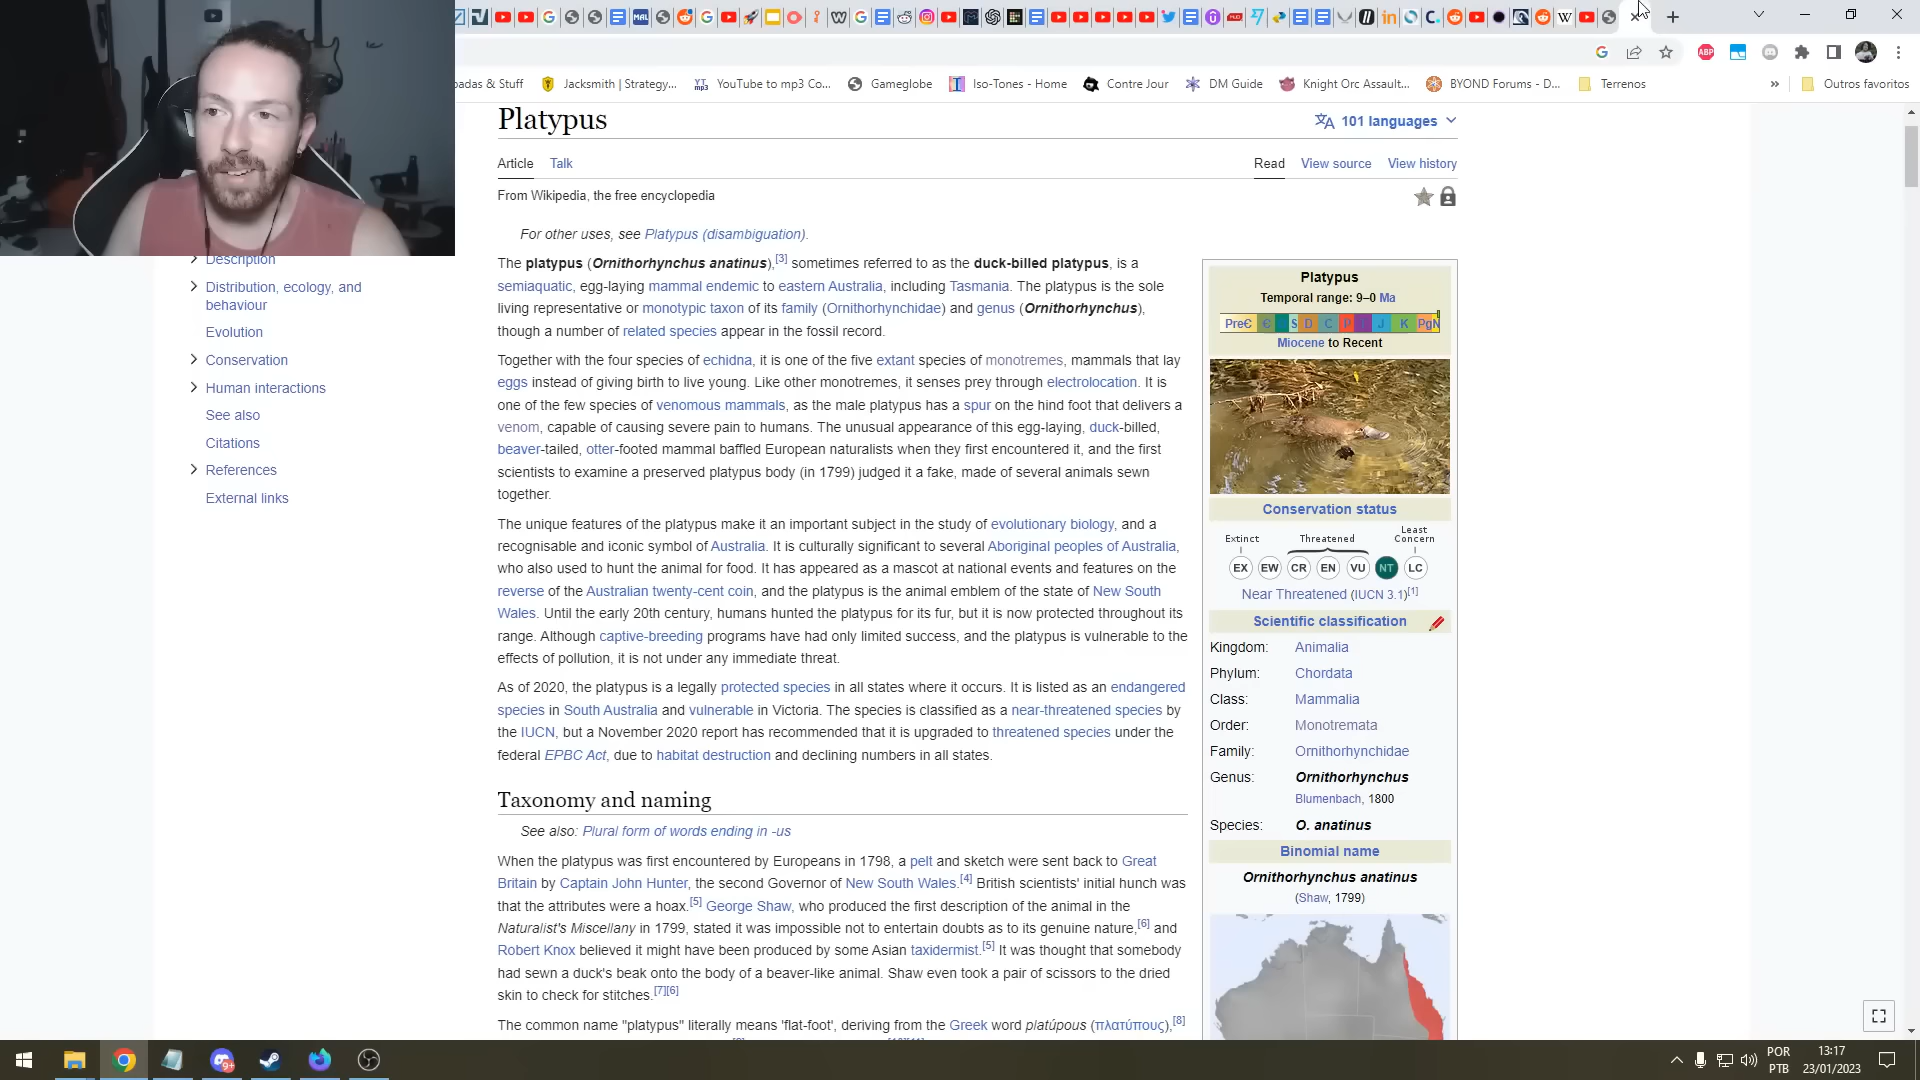 padas & Stuff
Jacksmith | Strategy...
YouTube to mp3 Co...
Gameglobe
Iso-Tones - Home
Contre Jour
DM Guide
Knight Orc Assault...
BYOND Forums - D...
Terrenos
»
Outros favoritos
Platypus
101 languages
Article Talk
Read View source View history
From Wikipedia, the free encyclopedia
For other uses, see Platypus (disambiguation).
Description
Distribution, ecology, and
behaviour
Evolution
Conservation
Human interactions
See also
Citations
References
External links
The platypus (Ornithorhynchus anatinus),[3] sometimes referred to as the duck-billed platypus, is a
semiaquatic, egg-laying mammal endemic to eastern Australia, including Tasmania. The platypus is the sole
living representative or monotypic taxon of its family (Ornithorhynchidae) and genus (Ornithorhynchus),
though a number of related species appear in the fossil record.
Together with the four species of echidna, it is one of the five extant species of monotremes, mammals that lay
eggs instead of giving birth to live young. Like other monotremes, it senses prey through electrolocation. It is
one of the few species of venomous mammals, as the male platypus has a spur on the hind foot that delivers a
venom, capable of causing severe pain to humans. The unusual appearance of this egg-laying, duck-billed,
beaver-tailed, otter-footed mammal baffled European naturalists when they first encountered it, and the first
scientists to examine a preserved platypus body (in 1799) judged it a fake, made of several animals sewn
together.
The unique features of the platypus make it an important subject in the study of evolutionary biology, and a
recognisable and iconic symbol of Australia. It is culturally significant to several Aboriginal peoples of Australia,
who also used to hunt the animal for food. It has appeared as a mascot at national events and features on the
reverse of the Australian twenty-cent coin, and the platypus is the animal emblem of the state of New South
Wales. Until the early 20th century, humans hunted the platypus for its fur, but it is now protected throughout its
range. Although captive-breeding programs have had only limited success, and the platypus is vulnerable to the
effects of pollution, it is not under any immediate threat.
As of 2020, the platypus is a legally protected species in all states where it occurs. It is listed as an endangered
species in South Australia and vulnerable in Victoria. The species is classified as a near-threatened species by
the IUCN, but a November 2020 report has recommended that it is upgraded to threatened species under the
federal EPBC Act, due to habitat destruction and declining numbers in all states.
Taxonomy and naming
See also: Plural form of words ending in -us
When the platypus was first encountered by Europeans in 1798, a pelt and sketch were sent back to Great
Britain by Captain John Hunter, the second Governor of New South Wales.[4] British scientists' initial hunch was
that the attributes were a hoax.[5] George Shaw, who produced the first description of the animal in the
Naturalist's Miscellany in 1799, stated it was impossible not to entertain doubts as to its genuine nature,[6] and
Robert Knox believed it might have been produced by some Asian taxidermist.[5] It was thought that somebody
had sewn a duck's beak onto the body of a beaver-like animal. Shaw even took a pair of scissors to the dried
skin to check for stitches.[7][6]
The common name "platypus" literally means 'flat-foot', deriving from the Greek word platúpous (πλατύπους),[8]
Platypus
Temporal range: 9–0 Ma
PreЄ Є S D C P J K PgN
Miocene to Recent
Conservation status
Extinct Threatened Least
Concern
EX EW CR EN VU NT LC
Near Threatened (IUCN 3.1)[1]
Scientific classification
Kingdom: Animalia
Phylum: Chordata
Class: Mammalia
Order: Monotremata
Family: Ornithorhynchidae
Genus: Ornithorhynchus
Blumenbach, 1800
Species: O. anatinus
Binomial name
Ornithorhynchus anatinus
(Shaw, 1799)
POR
PTB
13:17
23/01/2023